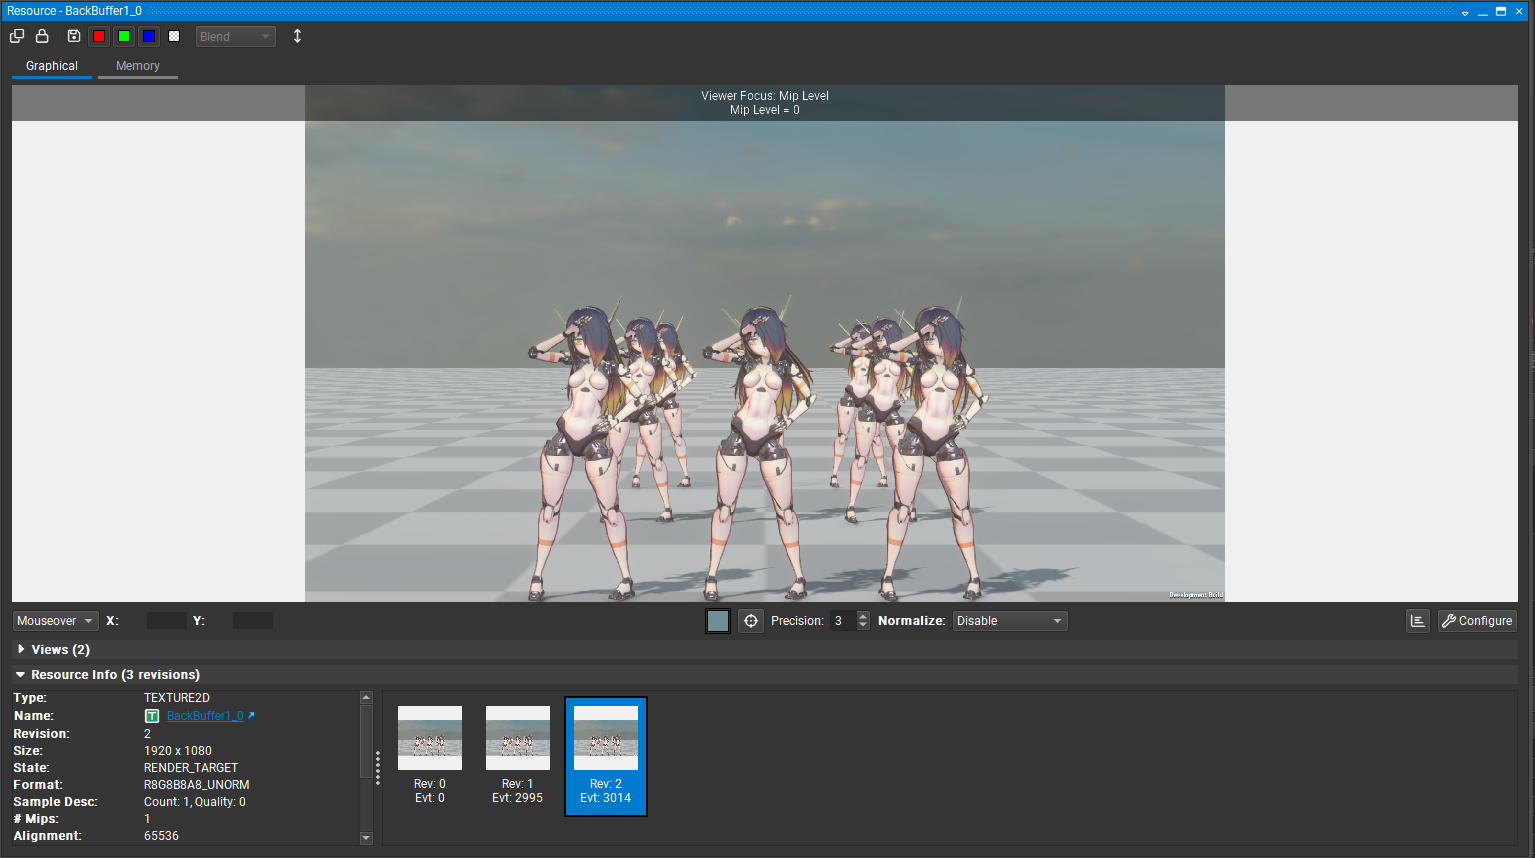 Resource - BackBuffer1_0
Blend
Graphical
Memory
Viewer Focus: Mip Level
Mip Level = 0
Development Build
Mouseover
X:
Y:
Precision:
3
Normalize:
Disable
Configure
Views (2)
Resource Info (3 revisions)
Type: TEXTURE2D
Name: T BackBuffer1_0
Revision: 2
Size: 1920 x 1080
State: RENDER_TARGET
Format: R8G8B8A8_UNORM
Sample Desc: Count: 1, Quality: 0
# Mips: 1
Alignment: 65536
Rev: 0
Evt: 0
Rev: 1
Evt: 2995
Rev: 2
Evt: 3014